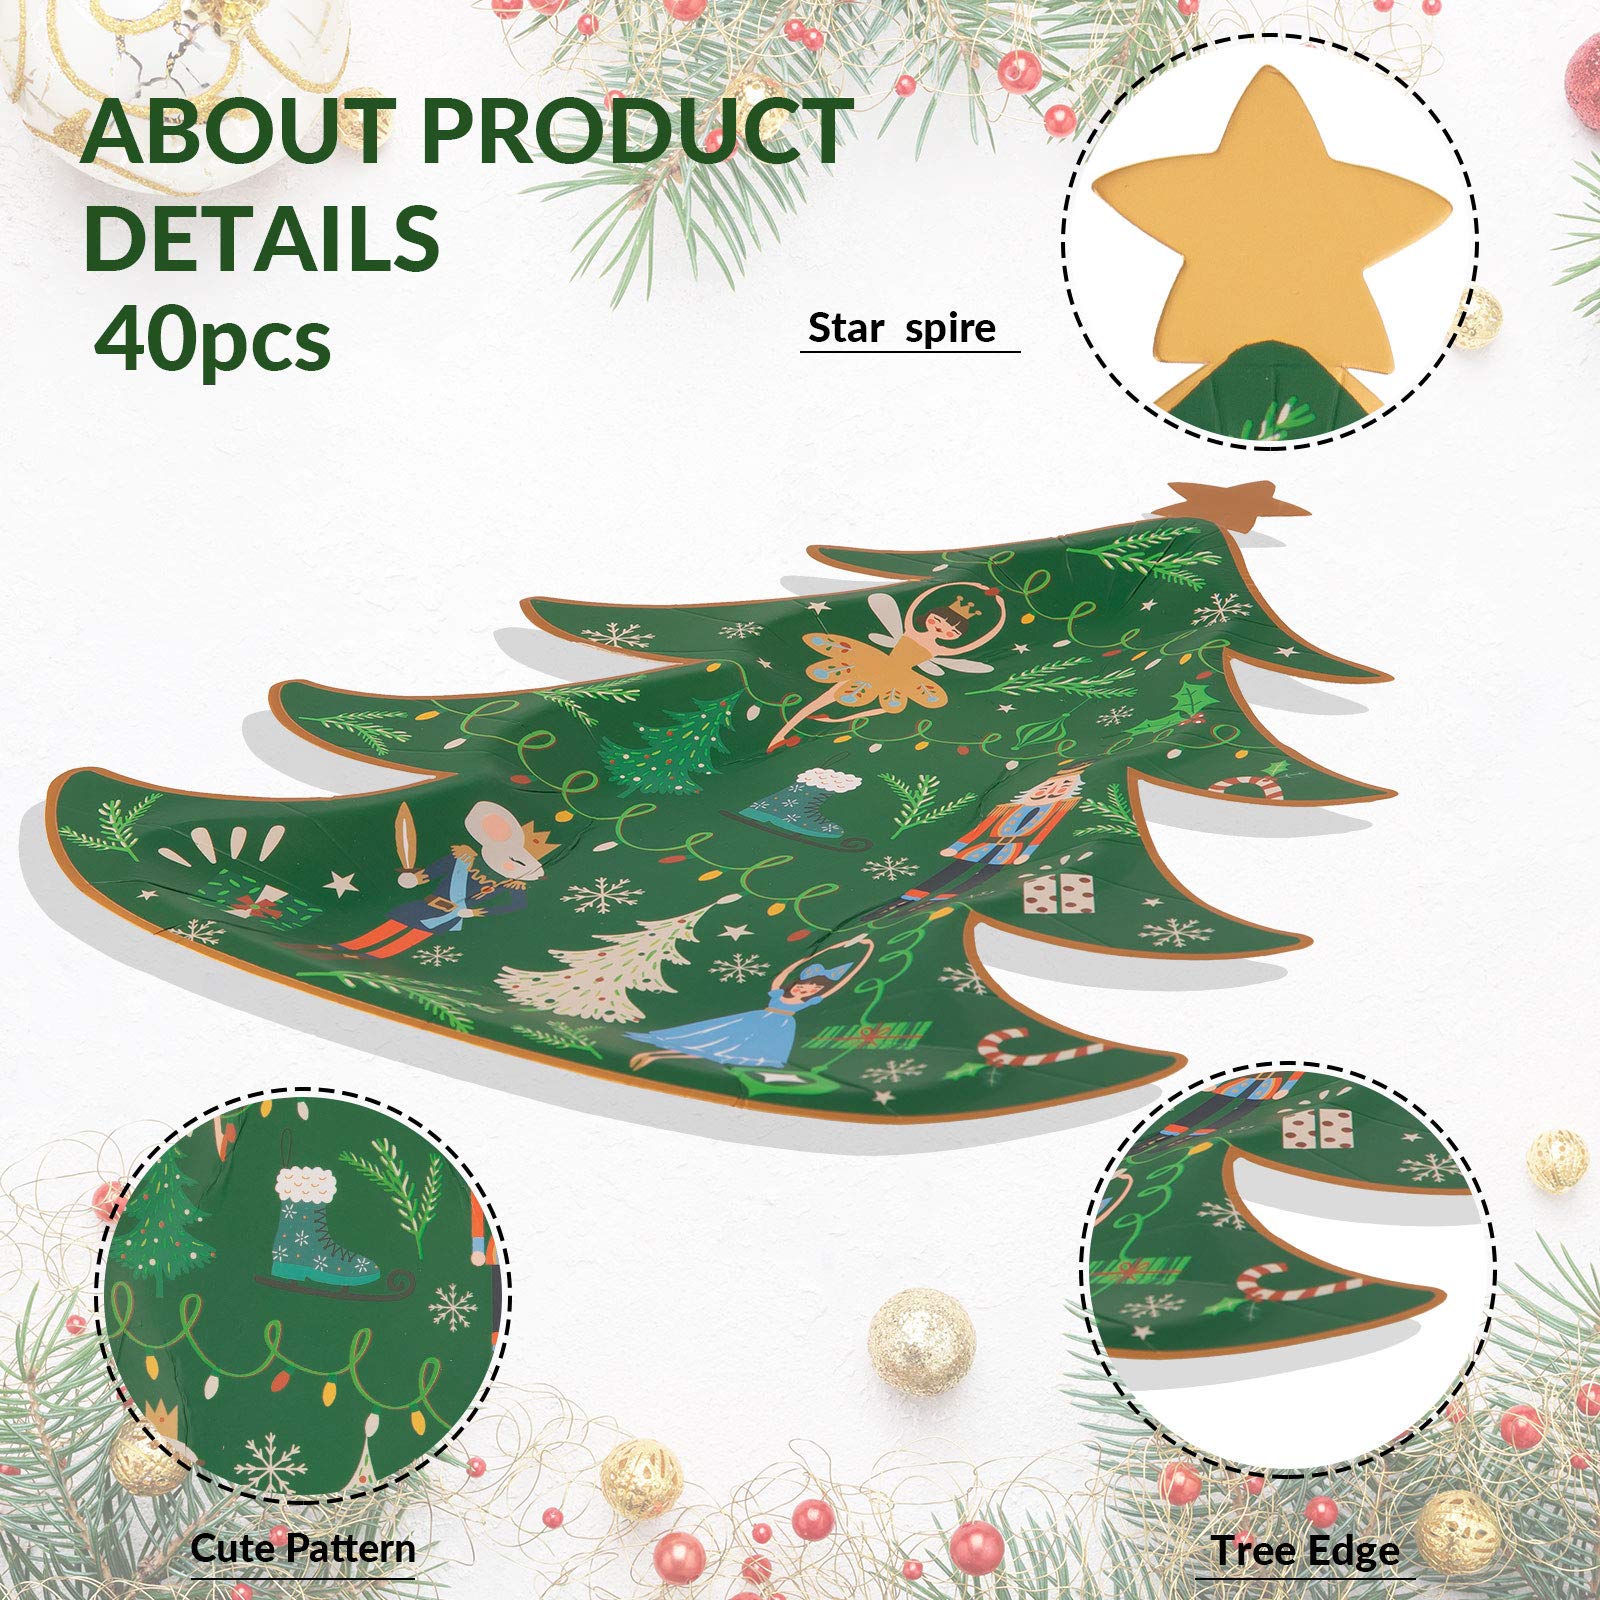 ABOUT PRODUCT
DETAILS
40pcs
Star spire
Cute Pattern
Tree Edge